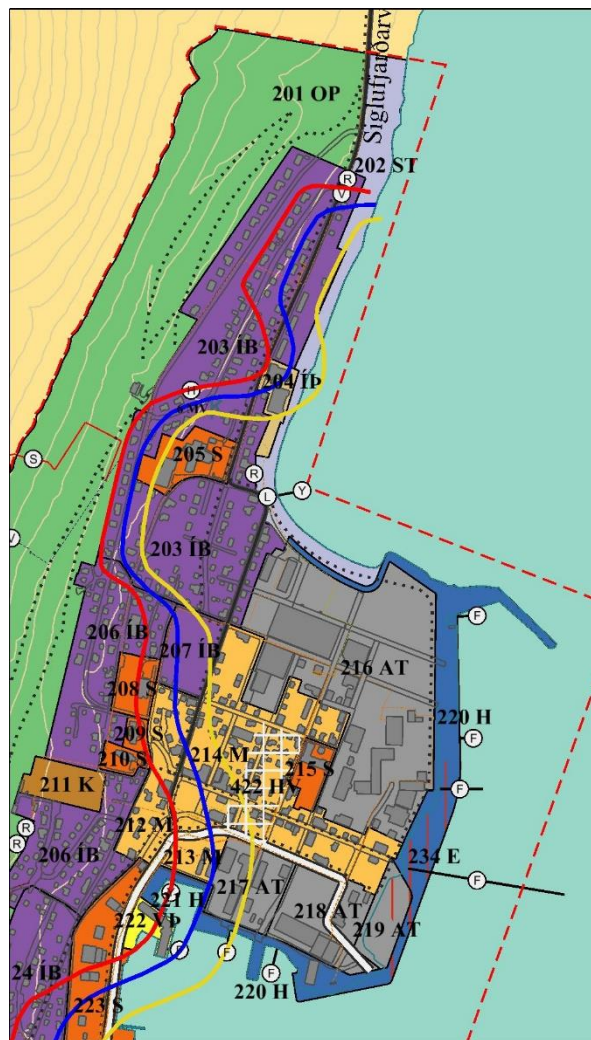 Siglufjarðarv
201 OP
R
202 ST
V
203 ÍB
204 ÍÞ
H
205 S
S
R
L
Y
203 ÍB
206 ÍB
207 ÍB
F
216 AT
208 S
220 H
209 S
214 M
F
210 S
215 S
211 K
422 HV
F
212 M
R
R
206 ÍB
213 M
234 E
217 AT
F
221 H
218 AT
222 VÞ
219 AT
F
F
24 ÍB
F
220 H
223 S